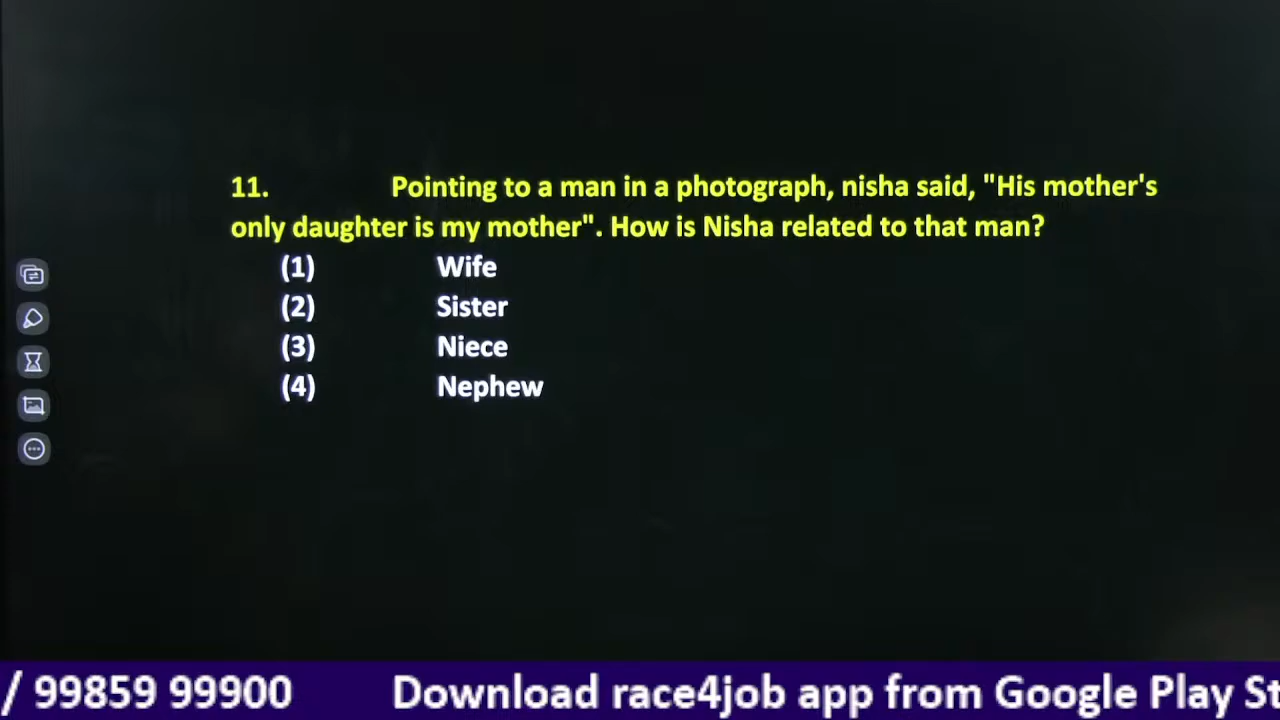 11. Pointing to a man in a photograph, nisha said, "His mother's
only daughter is my mother". How is Nisha related to that man?
(1) Wife
(2) Sister
(3) Niece
(4) Nephew
/ 99859 99900 Download race4job app from Google Play St